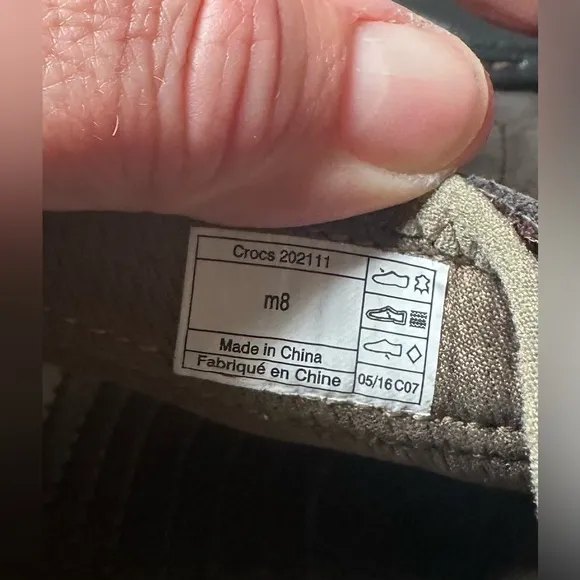 Crocs 202111
m8
Made in China
Fabriqué en Chine
05/16 C07